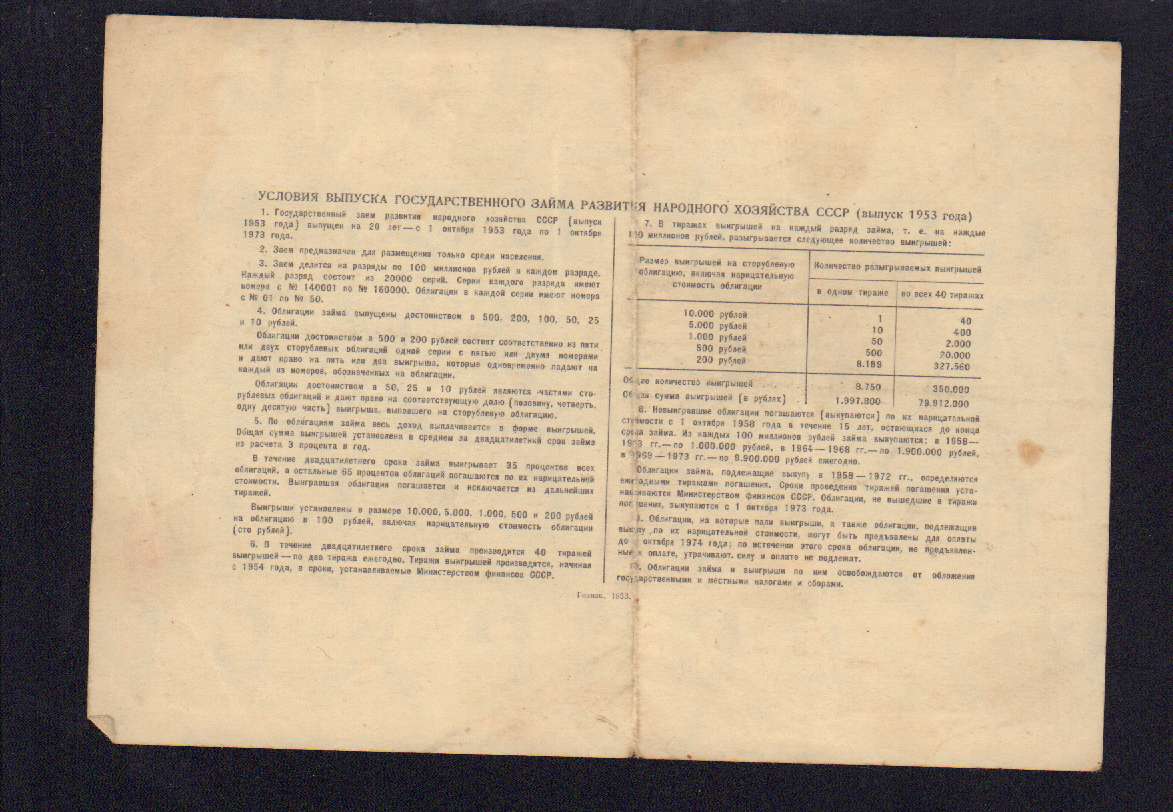 УСЛОВИЯ ВЫПУСКА ГОСУДАРСТВЕННОГО ЗАЙМА РАЗВИТИЯ НАРОДНОГО ХОЗЯЙСТВА СССР (выпуск 1953 года)
1. Государственный заем развития народного хозяйства СССР (выпуск
1953 года) выпущен на 20 лет — с 1 октября 1953 года по 1 октября
1973 года.
2. Заем предназначен для размещения только среди населения.
3. Заем делится на разряды по 100 миллионов рублей в каждом разряде.
Каждый разряд состоит из 20000 серий. Серии каждого разряда имеют
номера с № 140001 по № 160000. Облигации в каждой серии имеют номера
с № 01 по № 50.
4. Облигации займа выпущены достоинством в 500, 200, 100, 50, 25
и 10 рублей.
Облигации достоинством в 500 и 200 рублей состоят соответственно из пяти
или двух сторублевых облигаций одной серии с пятью или двумя номерами
и дают право на пять или два выигрыша, которые одновременно падают на
каждый из номеров, обозначенных на облигации.
Облигации достоинством в 50, 25 и 10 рублей являются частями сто-
рублевых облигаций и дают право на соответствующую долю (половину, четверть,
одну десятую часть) выигрыша, выпавшего на сторублевую облигацию.
5. По облигациям займа весь доход выплачивается в форме выигрышей.
Общая сумма выигрышей установлена в среднем за двадцатилетний срок займа
из расчета 3 процента в год.
В течение двадцатилетнего срока займа выигрывает 35 процентов всех
облигаций, а остальные 65 процентов облигаций погашаются по их нарицательной
стоимости. Выигравшая облигация погашается и исключается из дальнейших
тиражей.
Выигрыши установлены в размере 10.000, 5.000, 1.000, 500 и 200 рублей
на облигацию в 100 рублей, включая нарицательную стоимость облигации
(сто рублей).
6. В течение двадцатилетнего срока займа производится 40 тиражей
выигрышей — по два тиража ежегодно. Тиражи выигрышей производятся, начиная
с 1954 года, в сроки, устанавливаемые Министерством финансов СССР.
7. В тиражах выигрышей на каждый разряд займа, т. е. на каждые
100 миллионов рублей, разыгрывается следующее количество выигрышей:
Размер выигрышей на сторублевую облигацию, включая нарицательную стоимость облигации
Количество разыгрываемых выигрышей
в одном тираже во всех 40 тиражах
10.000 рублей 1 40
5.000 рублей 10 400
1.000 рублей 50 2.000
500 рублей 500 20.000
200 рублей 8.189 327.560
Общее количество выигрышей 8.750 350.000
Общая сумма выигрышей (в рублях) . 1.997.800 79.912.000
8. Невыигравшие облигации погашаются (выкупаются) по их нарицательной
стоимости с 1 октября 1958 года в течение 15 лет, остающихся до конца
срока займа. Из каждых 100 миллионов рублей займа выкупаются: в 1958—
1963 гг. — по 1.000.000 рублей, в 1964 — 1968 гг. — по 1.900.000 рублей,
в 1969 — 1973 гг. — по 9.900.000 рублей ежегодно.
Облигации займа, подлежащие выкупу в 1958 — 1972 гг., определяются
ежегодными тиражами погашения. Сроки проведения тиражей погашения уста-
навливаются Министерством финансов СССР. Облигации, не вышедшие в тиражи
погашения, выкупаются с 1 октября 1973 года.
9. Облигации, на которые пали выигрыши, а также облигации, подлежащие
выкупу по их нарицательной стоимости, могут быть предъявлены для оплаты
до 1 октября 1974 года; по истечении этого срока облигации, не предъявлен-
ные к оплате, утрачивают силу и оплате не подлежат.
10. Облигации займа и выигрыши по ним освобождаются от обложения
государственными и местными налогами и сборами.
Гознак. 1953.